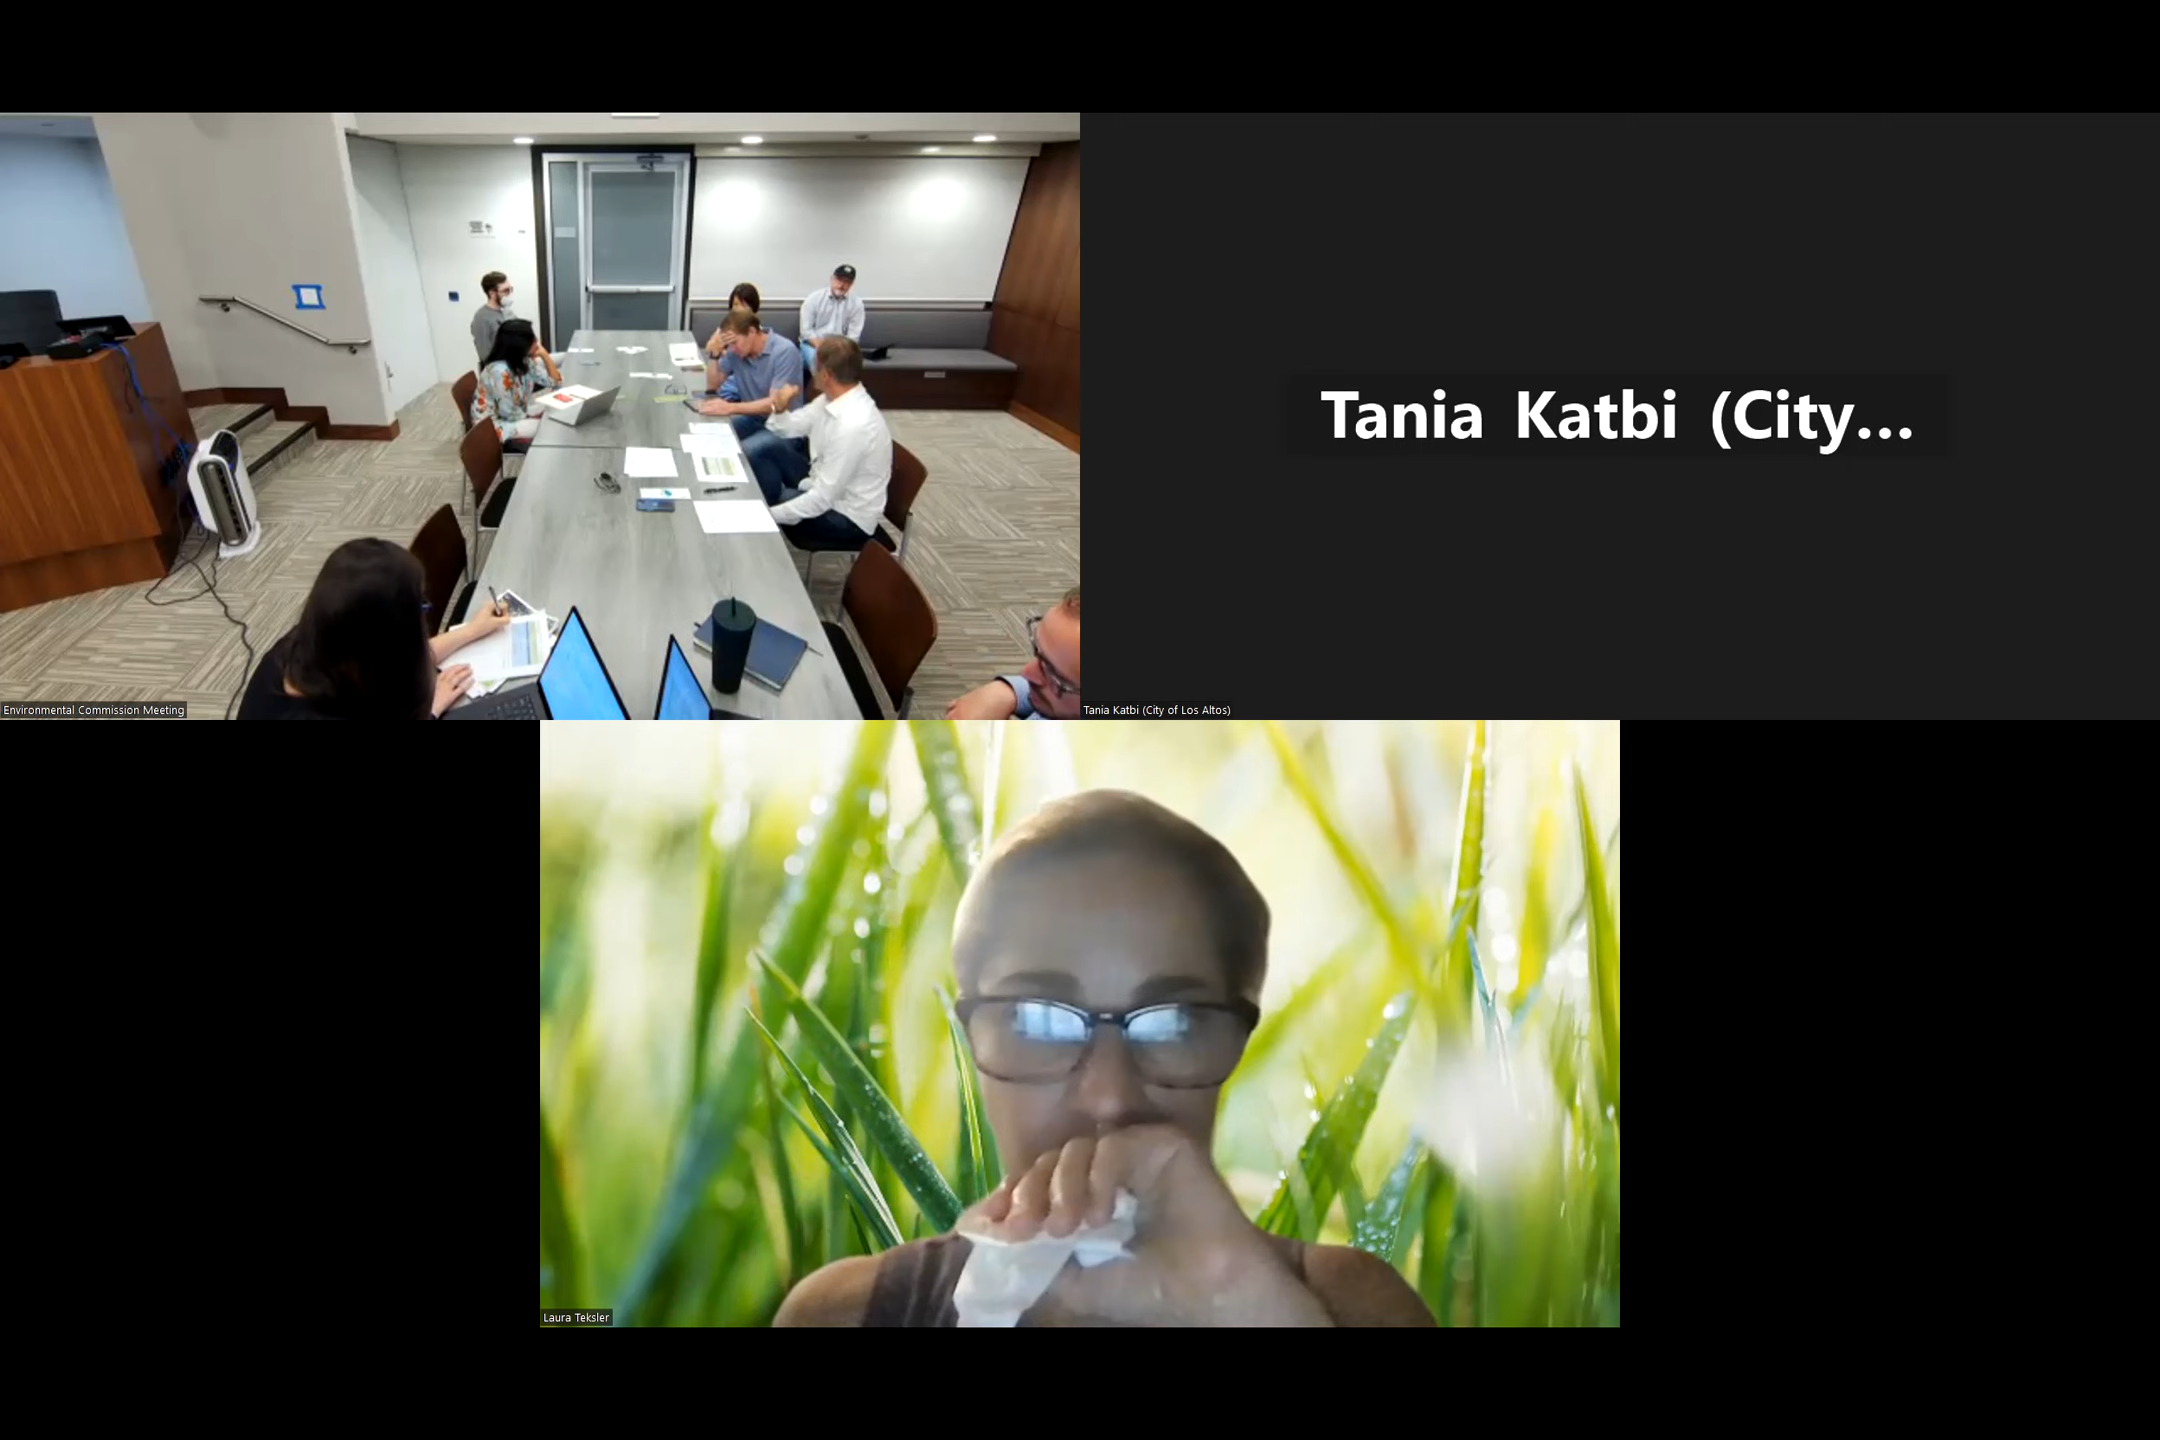 Tania Katbi (City...
Environmental Commission Meeting
Tania Katbi (City of Los Altos)
Laura Teksler